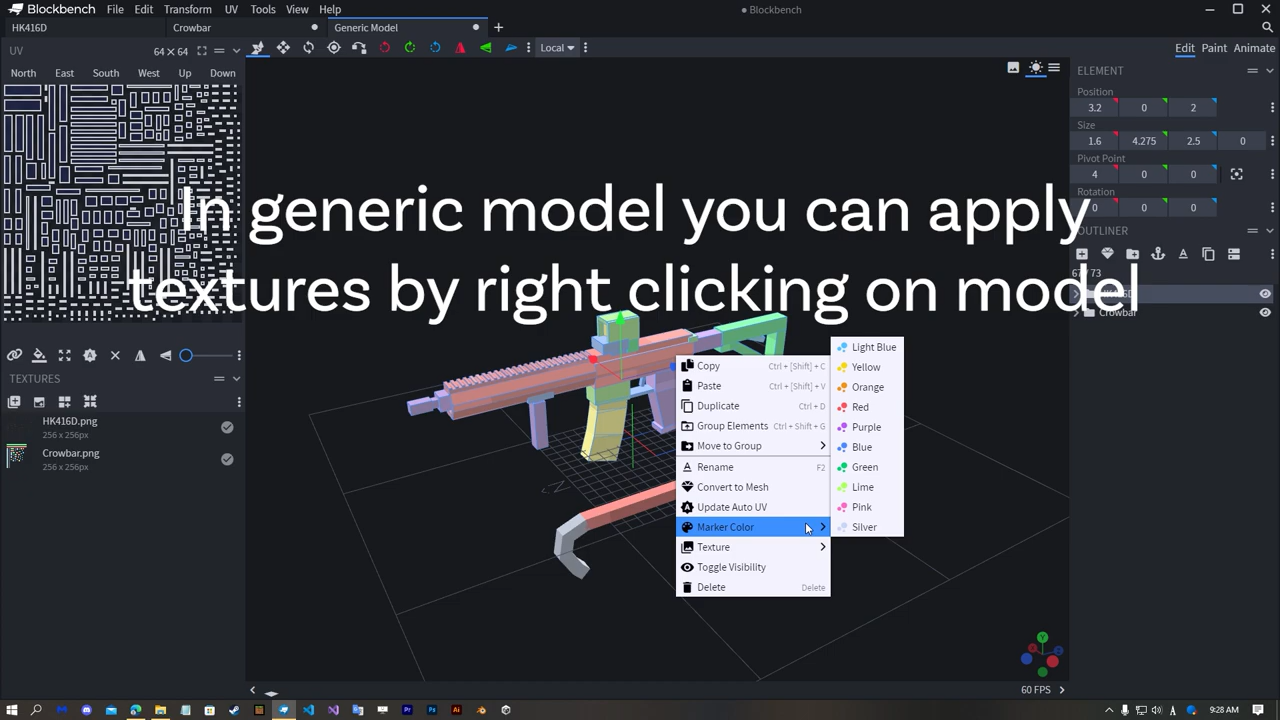 Blockbench File Edit Transform UV Tools View Help
Blockbench
HK416D
Crowbar
Generic Model
UV
64 × 64
Local
Edit Paint Animate
North East South West Up Down
ELEMENT
Position
3.2 0 2
Size
1.6 4.275 2.5 0
Pivot Point
4 0 0
Rotation
0 0 0
In generic model you can apply
textures by right clicking on model
OUTLINER
Crowbar
TEXTURES
HK416D.png
256 x 256px
Crowbar.png
256 x 256px
Copy Ctrl + [Shift] + C
Paste Ctrl + [Shift] + V
Duplicate Ctrl + D
Group Elements Ctrl + Shift + G
Move to Group
Rename F2
Convert to Mesh
Update Auto UV
Marker Color
Texture
Toggle Visibility
Delete Delete
Light Blue
Yellow
Orange
Red
Purple
Blue
Green
Lime
Pink
Silver
60 FPS
9:28 AM